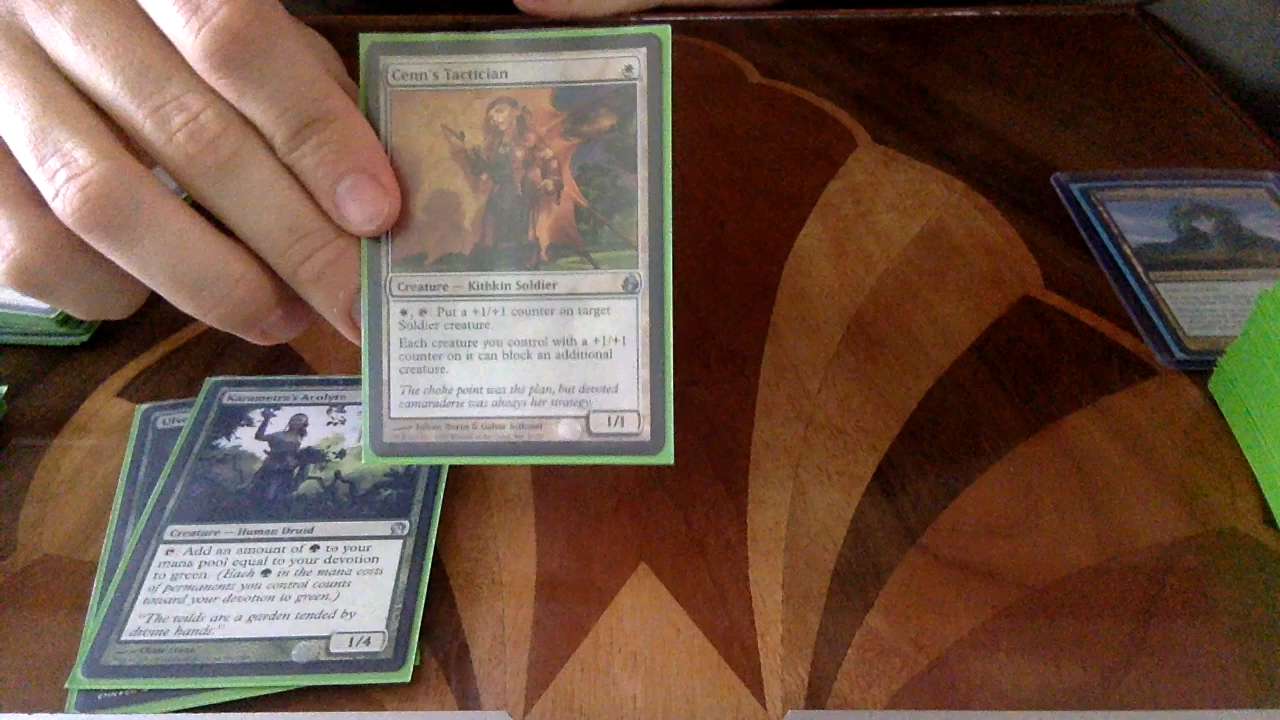 Cenn's Tactician
Creature — Kithkin Soldier
Put a +1/+1 counter on target
Soldier creature.
Each creature you control with a +1/+1
counter on it can block an additional
creature.
The choke point was the plan, but devoted
camaraderie was always her strategy.
1/1
Karametra's Acolyte
Creature — Human Druid
Add an amount of to your
mana pool equal to your devotion
to green. (Each in the mana costs
of permanents you control counts
toward your devotion to green.)
"The wilds are a garden tended by
divine hands."
1/4